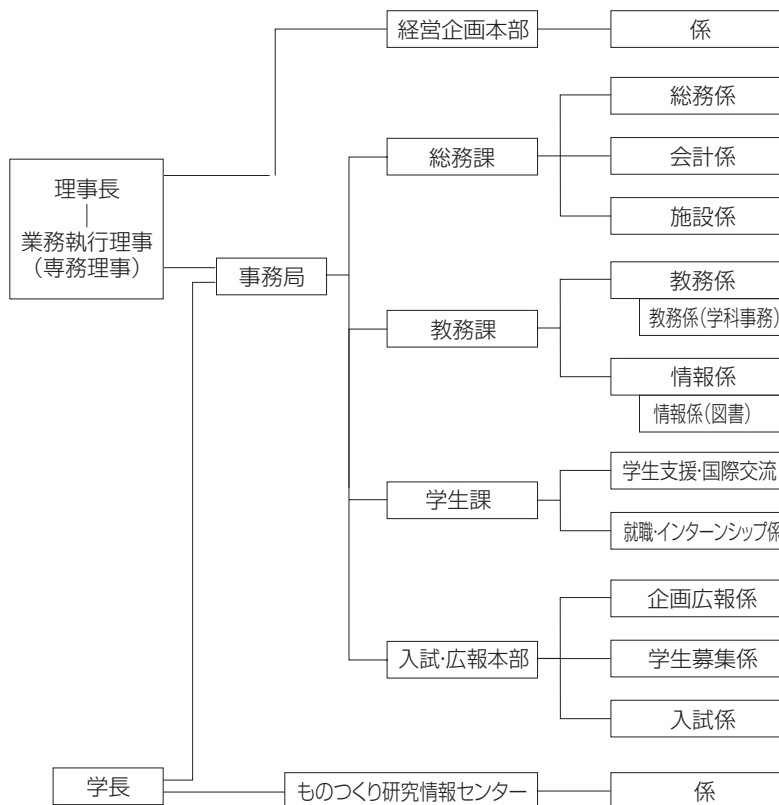 経営企画本部
係
総務係
総務課
会計係
理事長
業務執行理事
（専務理事）
施設係
事務局
教務係
教務課
教務係（学科事務）
情報係
情報係（図書）
学生支援・国際交流
学生課
就職・インターンシップ係
企画広報係
入試・広報本部
学生募集係
入試係
学長
ものつくり研究情報センター
係